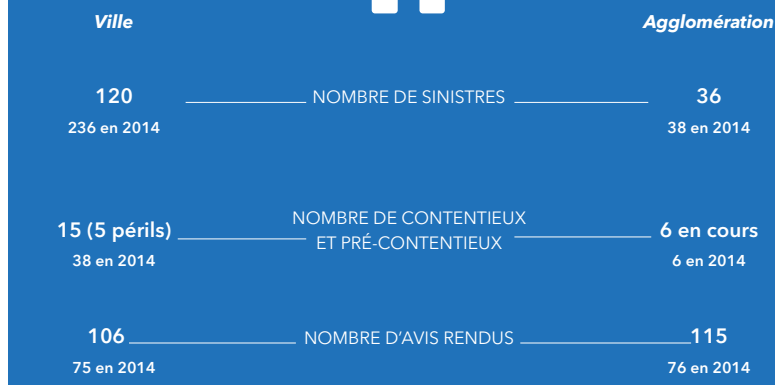 Ville Agglomération
120 NOMBRE DE SINISTRES 36
236 en 2014 38 en 2014
15 (5 périls) NOMBRE DE CONTENTIEUX ET PRÉ-CONTENTIEUX 6 en cours
38 en 2014 6 en 2014
106 NOMBRE D'AVIS RENDUS 115
75 en 2014 76 en 2014